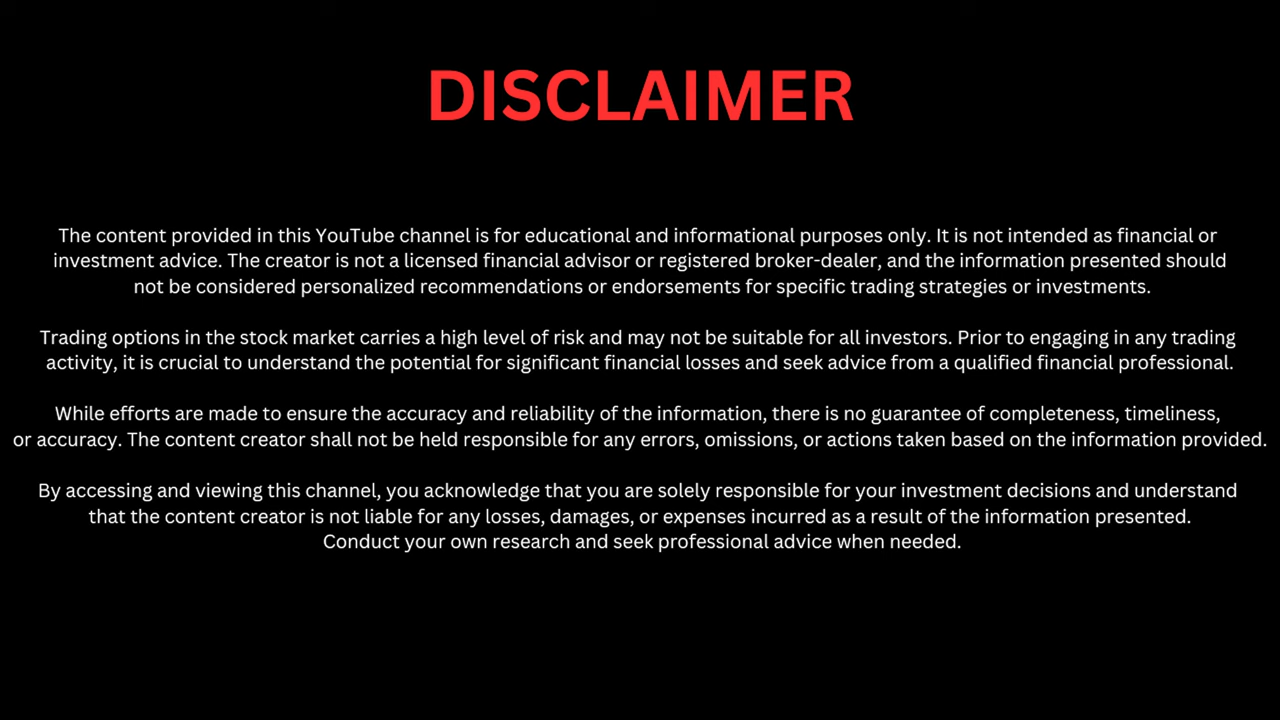 DISCLAIMER
The content provided in this YouTube channel is for educational and informational purposes only. It is not intended as financial or
investment advice. The creator is not a licensed financial advisor or registered broker-dealer, and the information presented should
not be considered personalized recommendations or endorsements for specific trading strategies or investments.
Trading options in the stock market carries a high level of risk and may not be suitable for all investors. Prior to engaging in any trading
activity, it is crucial to understand the potential for significant financial losses and seek advice from a qualified financial professional.
While efforts are made to ensure the accuracy and reliability of the information, there is no guarantee of completeness, timeliness,
or accuracy. The content creator shall not be held responsible for any errors, omissions, or actions taken based on the information provided.
By accessing and viewing this channel, you acknowledge that you are solely responsible for your investment decisions and understand
that the content creator is not liable for any losses, damages, or expenses incurred as a result of the information presented.
Conduct your own research and seek professional advice when needed.